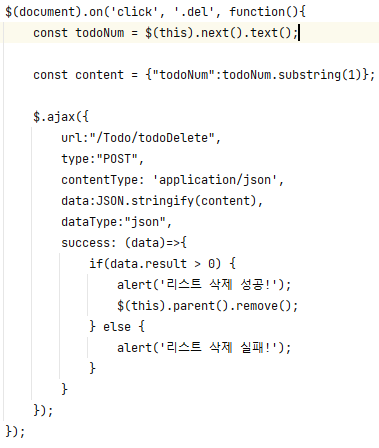 $(document).on('click', '.del', function(){
    const todoNum = $(this).next().text();
    const content = {"todoNum":todoNum.substring(1)};
    $.ajax({
        url:"/Todo/todoDelete",
        type:"POST",
        contentType: 'application/json',
        data:JSON.stringify(content),
        dataType:"json",
        success: (data)=>{
            if(data.result > 0) {
                alert('리스트 삭제 성공!');
                $(this).parent().remove();
            } else {
                alert('리스트 삭제 실패!');
            }
        }
    });
});